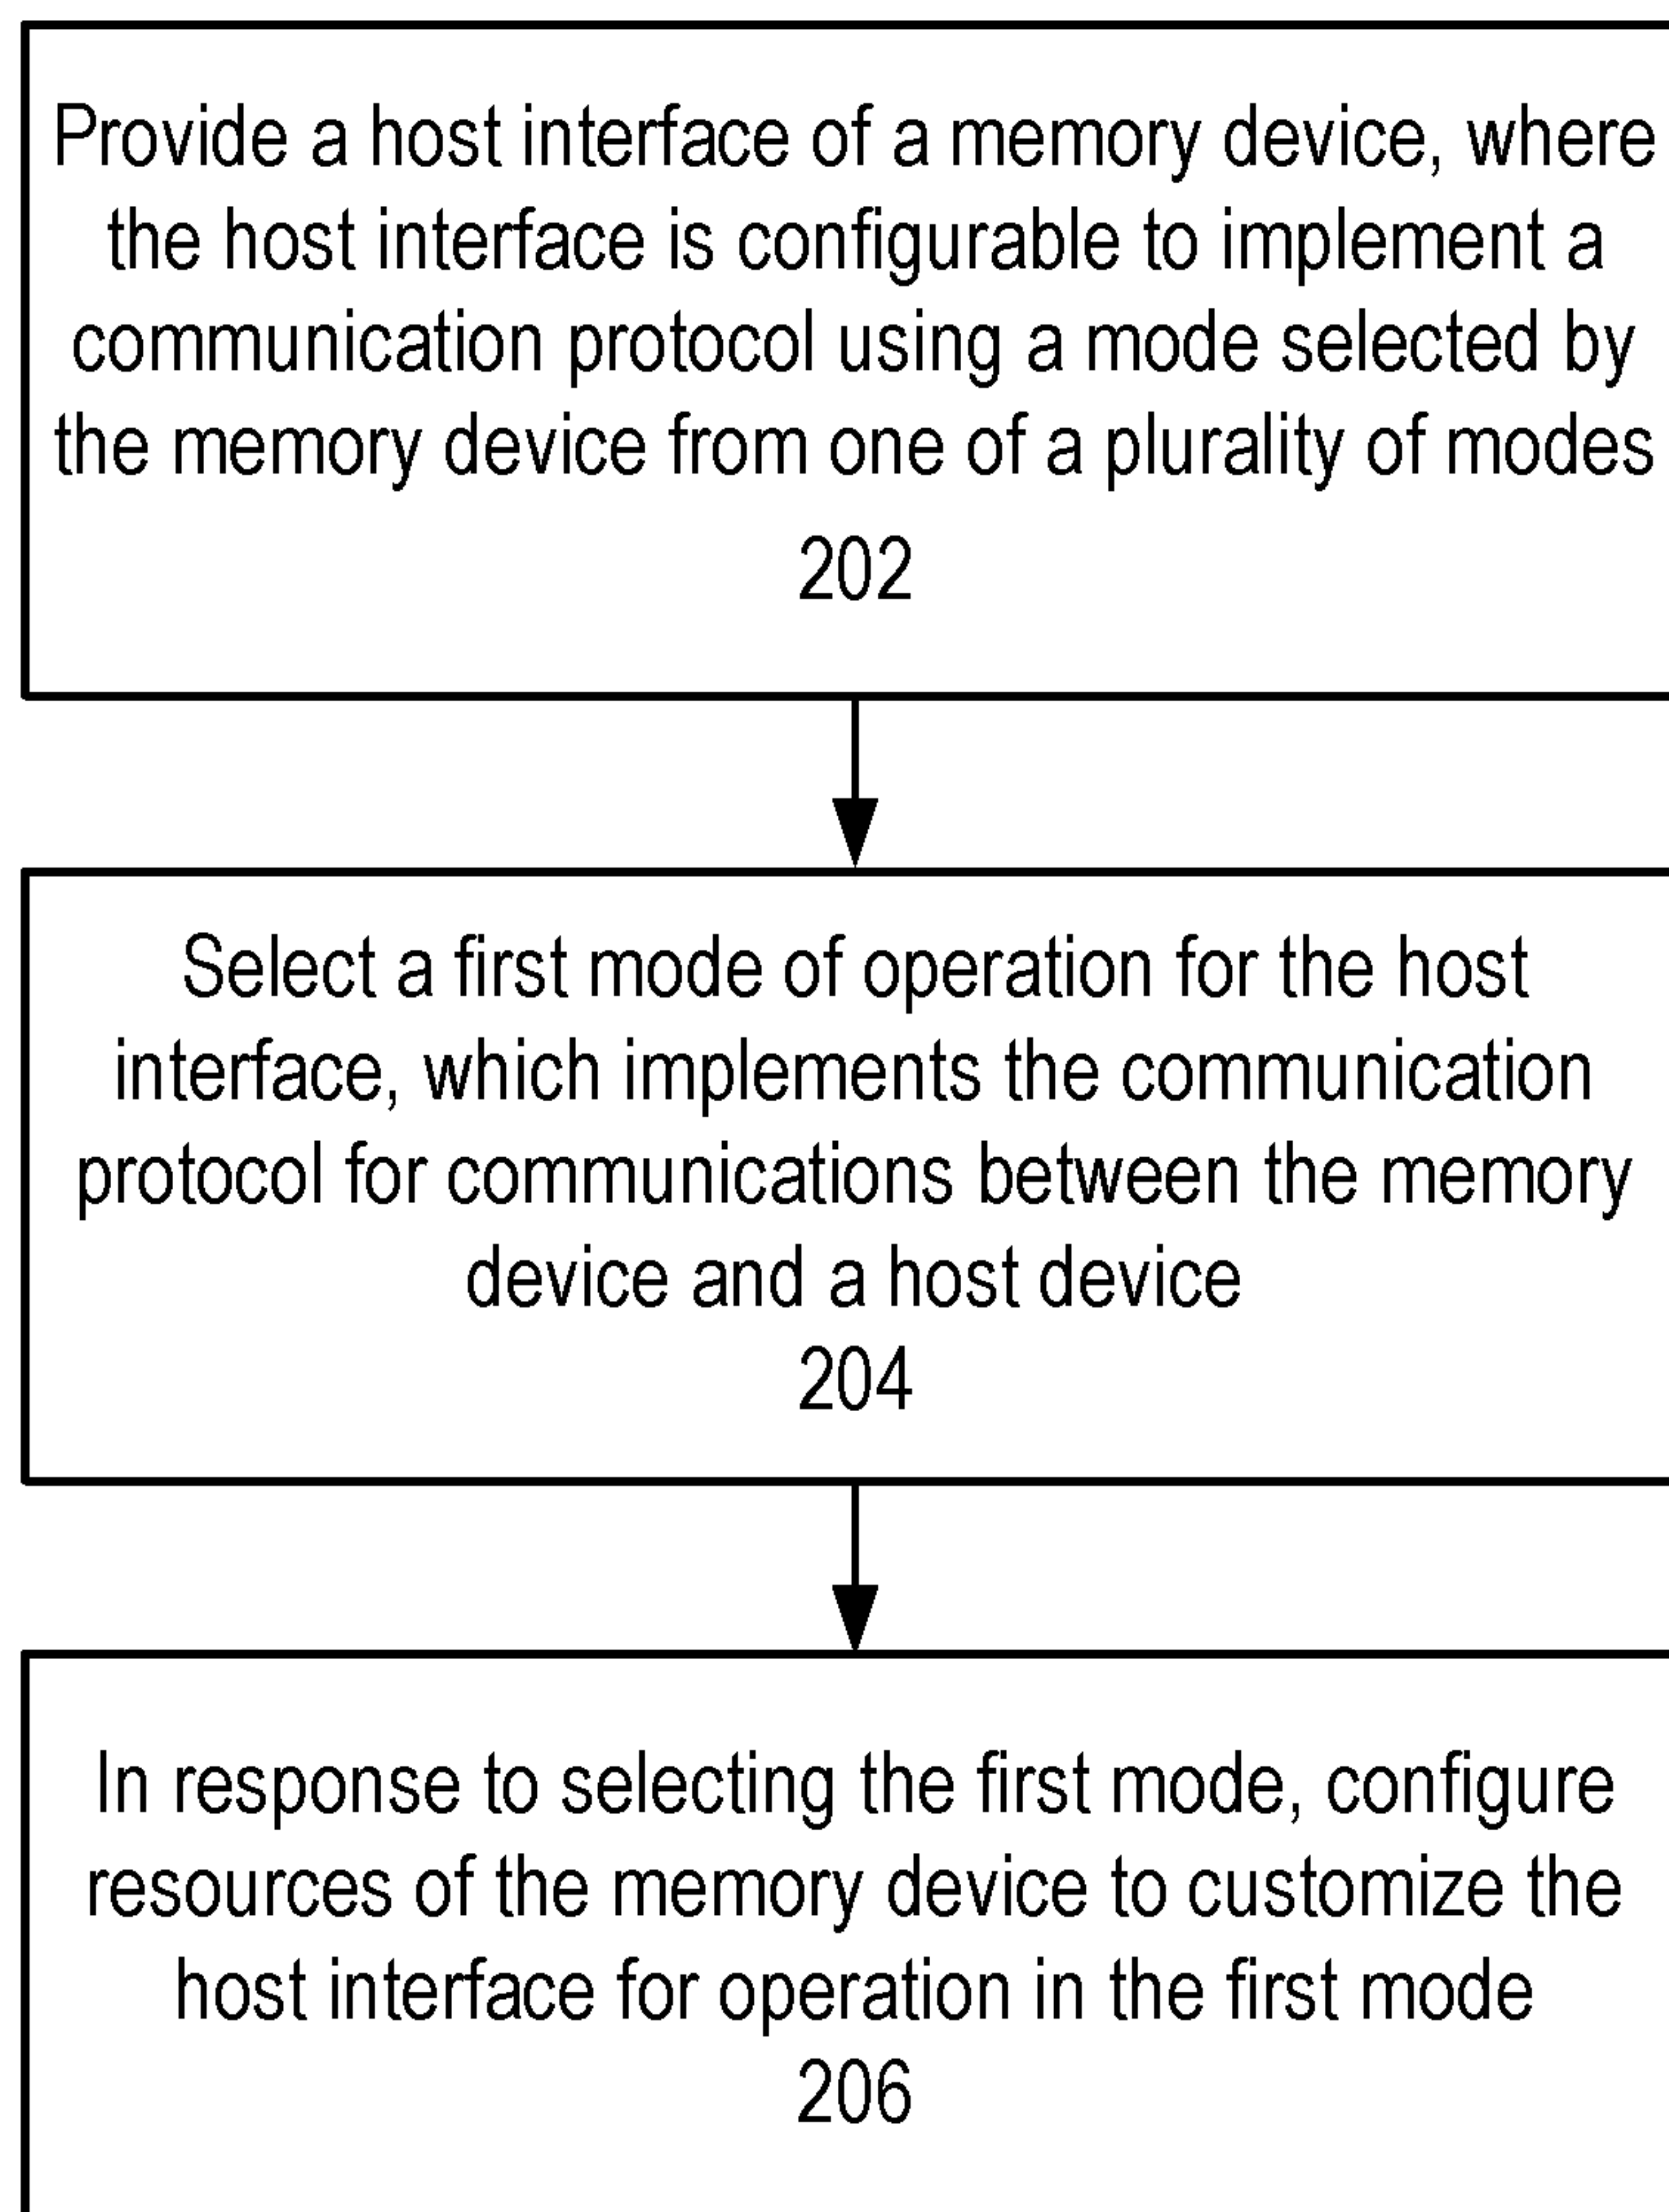 Provide a host interface of a memory device, where
the host interface is configurable to implement a
communication protocol using a mode selected by
the memory device from one of a plurality of modes
202
Select a first mode of operation for the host
interface, which implements the communication
protocol for communications between the memory
device and a host device
204
In response to selecting the first mode, configure
resources of the memory device to customize the
host interface for operation in the first mode
206